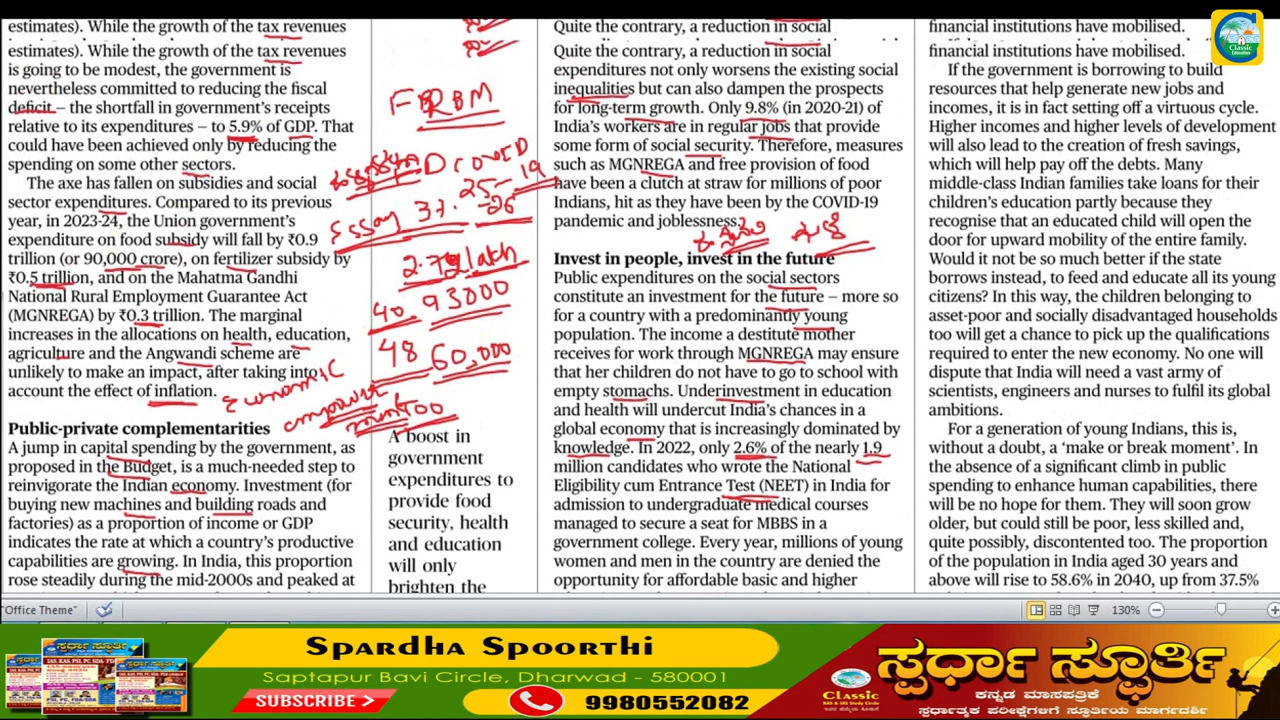 estimates). While the growth of the tax revenues
estimates). While the growth of the tax revenues
is going to be modest, the government is
nevertheless committed to reducing the fiscal
deficit – the shortfall in government's receipts
relative to its expenditures – to 5.9% of GDP. That
could have been achieved only by reducing the
spending on some other sectors.
The axe has fallen on subsidies and social
sector expenditures. Compared to its previous
year, in 2023-24, the Union government's
expenditure on food subsidy will fall by ₹0.9
trillion (or 90,000 crore), on fertilizer subsidy by
₹0.5 trillion, and on the Mahatma Gandhi
National Rural Employment Guarantee Act
(MGNREGA) by ₹0.3 trillion. The marginal
increases in the allocations on health, education,
agriculture and the Angwandi scheme are
unlikely to make an impact, after taking into
account the effect of inflation.
Public-private complementarities
A jump in capital spending by the government, as
proposed in the Budget, is a much-needed step to
reinvigorate the Indian economy. Investment (for
buying new machines and building roads and
factories) as a proportion of income or GDP
indicates the rate at which a country's productive
capabilities are growing. In India, this proportion
rose steadily during the mid-2000s and peaked at
FRBM
COVID
25-19
Essay 37. -26
lakh
40 93000
48 60,000
Economic
empowerment
A boost in
government
expenditures to
provide food
security, health
and education
will only
brighten the
Quite the contrary, a reduction in social
Quite the contrary, a reduction in social
expenditures not only worsens the existing social
inequalities but can also dampen the prospects
for long-term growth. Only 9.8% (in 2020-21) of
India's workers are in regular jobs that provide
some form of social security. Therefore, measures
such as MGNREGA and free provision of food
have been a clutch at straw for millions of poor
Indians, hit as they have been by the COVID-19
pandemic and joblessness.
Invest in people, invest in the future
Public expenditures on the social sectors
constitute an investment for the future – more so
for a country with a predominantly young
population. The income a destitute mother
receives for work through MGNREGA may ensure
that her children do not have to go to school with
empty stomachs. Underinvestment in education
and health will undercut India's chances in a
global economy that is increasingly dominated by
knowledge. In 2022, only 2.6% of the nearly 1.9
million candidates who wrote the National
Eligibility cum Entrance Test (NEET) in India for
admission to undergraduate medical courses
managed to secure a seat for MBBS in a
government college. Every year, millions of young
women and men in the country are denied the
opportunity for affordable basic and higher
financial institutions have mobilised.
financial institutions have mobilised.
If the government is borrowing to build
resources that help generate new jobs and
incomes, it is in fact setting off a virtuous cycle.
Higher incomes and higher levels of development
will also lead to the creation of fresh savings,
which will help pay off the debts. Many
middle-class Indian families take loans for their
children's education partly because they
recognise that an educated child will open the
door for upward mobility of the entire family.
Would it not be so much better if the state
borrows instead, to feed and educate all its young
citizens? In this way, the children belonging to
asset-poor and socially disadvantaged households
too will get a chance to pick up the qualifications
required to enter the new economy. No one will
dispute that India will need a vast army of
scientists, engineers and nurses to fulfil its global
ambitions.
For a generation of young Indians, this is,
without a doubt, a 'make or break moment'. In
the absence of a significant climb in public
spending to enhance human capabilities, there
will be no hope for them. They will soon grow
older, but could still be poor, less skilled and,
quite possibly, discontented too. The proportion
of the population in India aged 30 years and
above will rise to 58.6% in 2040, up from 37.5%
Classic
Education
"Office Theme"
130%
Spardha Spoorthi
Saptapur Bavi Circle, Dharwad - 580001
SUBSCRIBE
9980552082
ಸ್ಪರ್ಧಾ ಸ್ಫೂರ್ತಿ
ಕನ್ನಡ ಮಾಸಪತ್ರಿಕೆ
ಸ್ಪರ್ಧಾತ್ಮಕ ಪರೀಕ್ಷೆಗಳಿಗೆ ಸ್ಫೂರ್ತಿಯ ಮಾರ್ಗದರ್ಶಿ
Classic
KAS & IAS Study Circle